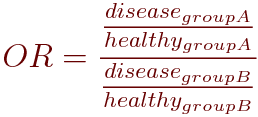 disease_groupA
healthy_groupA
OR =
disease_groupB
healthy_groupB